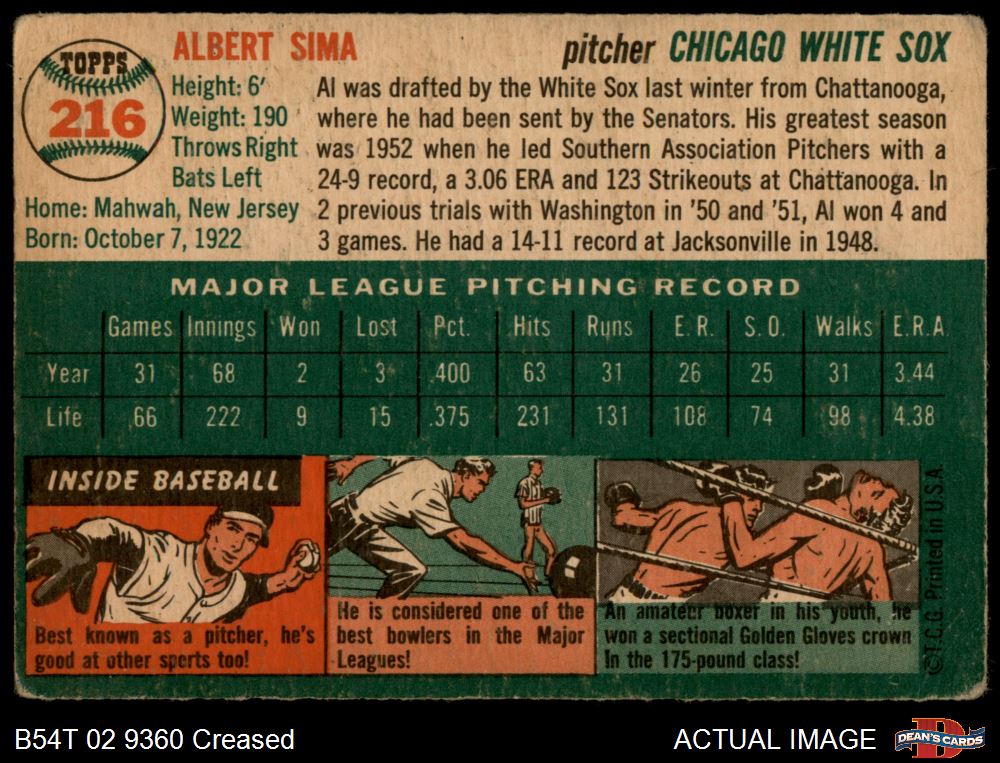 TOPPS
216
ALBERT SIMA
pitcher CHICAGO WHITE SOX
Height: 6′
Weight: 190
Throws Right
Bats Left
Home: Mahwah, New Jersey
Born: October 7, 1922
Al was drafted by the White Sox last winter from Chattanooga,
where he had been sent by the Senators. His greatest season
was 1952 when he led Southern Association Pitchers with a
24-9 record, a 3.06 ERA and 123 Strikeouts at Chattanooga. In
2 previous trials with Washington in '50 and '51, Al won 4 and
3 games. He had a 14-11 record at Jacksonville in 1948.
MAJOR LEAGUE PITCHING RECORD
Games Innings Won Lost Pct. Hits Runs E.R. S.O. Walks E.R.A
Year 31 68 2 3 .400 63 31 26 25 31 3.44
Life 66 222 9 15 .375 231 131 108 74 98 4.38
INSIDE BASEBALL
Best known as a pitcher, he's
good at other sports too!
He is considered one of the
best bowlers in the Major
Leagues!
An amateur boxer in his youth, he
won a sectional Golden Gloves crown
In the 175-pound class!
©T.C.G. Printed in U.S.A.
B54T 02 9360 Creased
ACTUAL IMAGE
DEAN'S CARDS